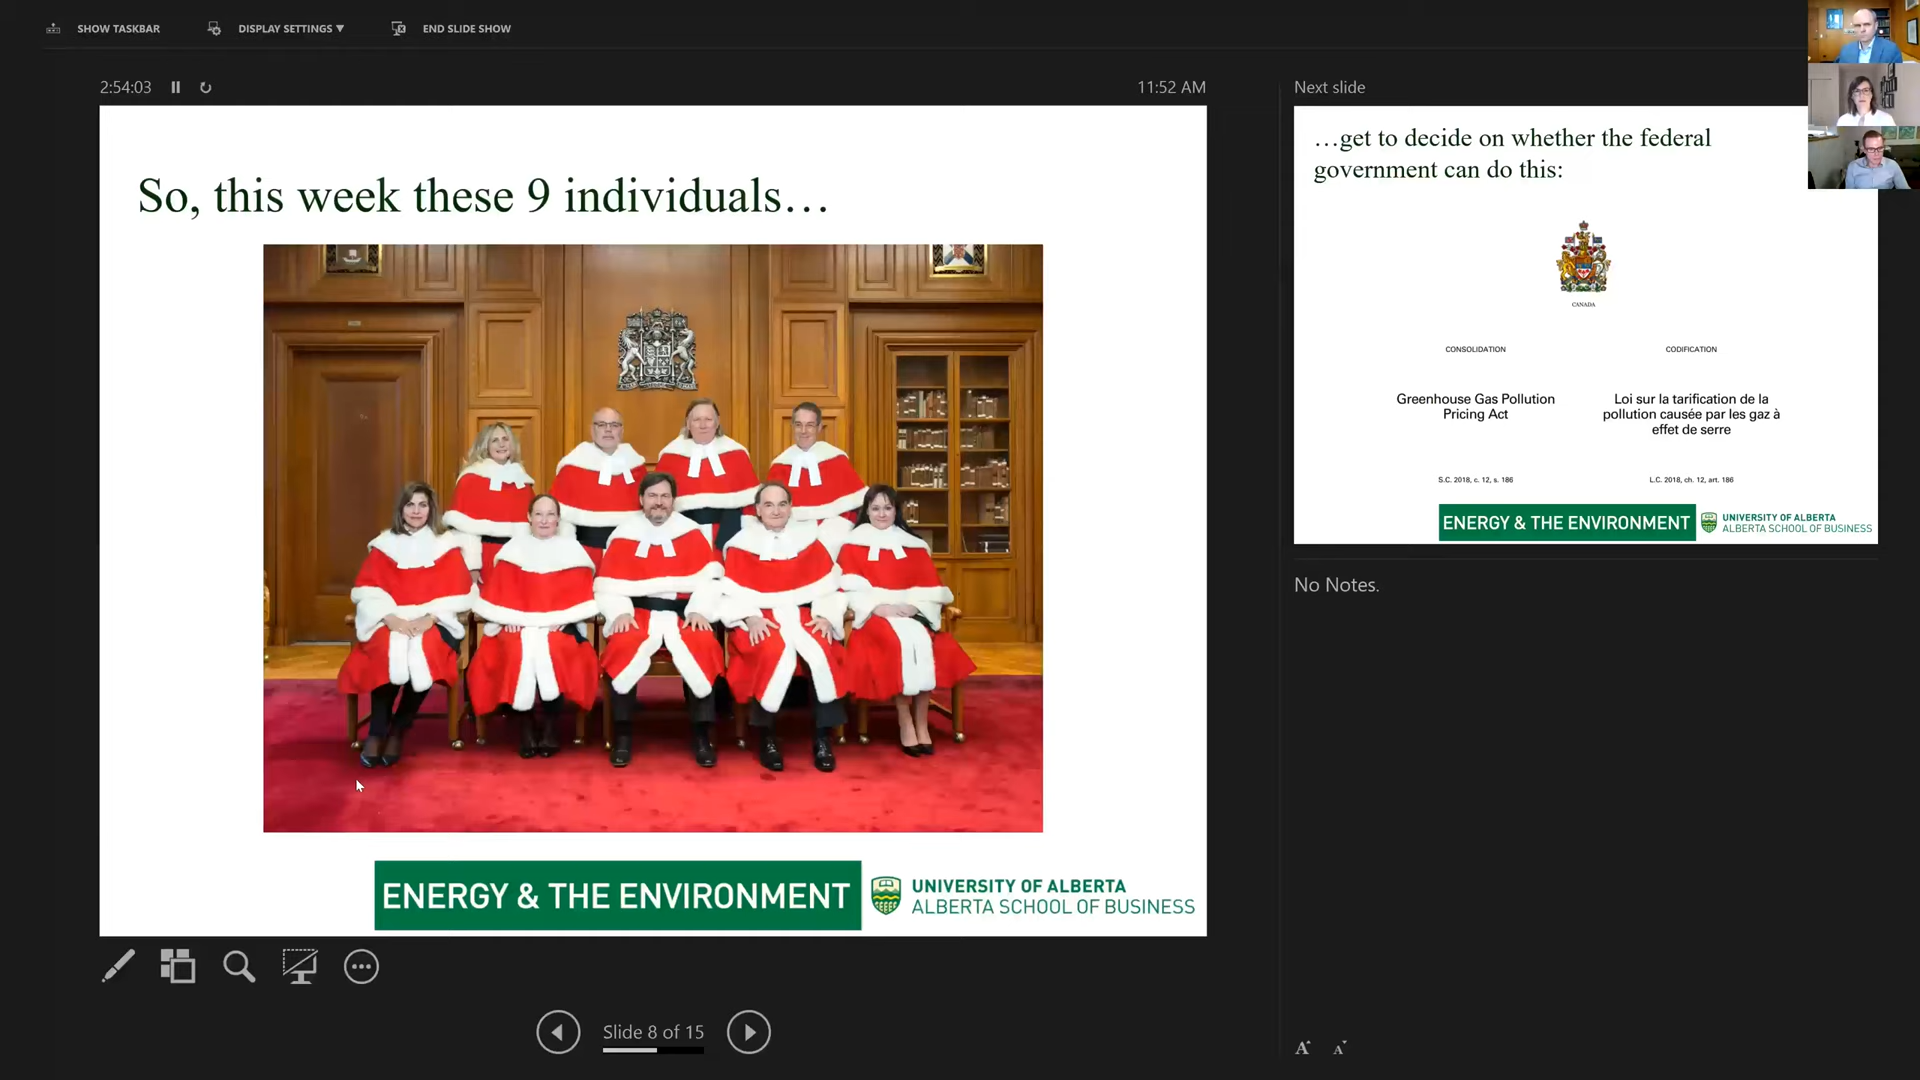 SHOW TASKBAR
DISPLAY SETTINGS ▼
END SLIDE SHOW
2:54:03
11:52 AM
So, this week these 9 individuals…
ENERGY & THE ENVIRONMENT
UNIVERSITY OF ALBERTA
ALBERTA SCHOOL OF BUSINESS
Slide 8 of 15
Next slide
…get to decide on whether the federal
government can do this:
CANADA
CONSOLIDATION
CODIFICATION
Greenhouse Gas Pollution
Pricing Act
Loi sur la tarification de la
pollution causée par les gaz à
effet de serre
S.C. 2018, c. 12, s. 186
L.C. 2018, ch. 12, art. 186
ENERGY & THE ENVIRONMENT
UNIVERSITY OF ALBERTA
ALBERTA SCHOOL OF BUSINESS
No Notes.
A A